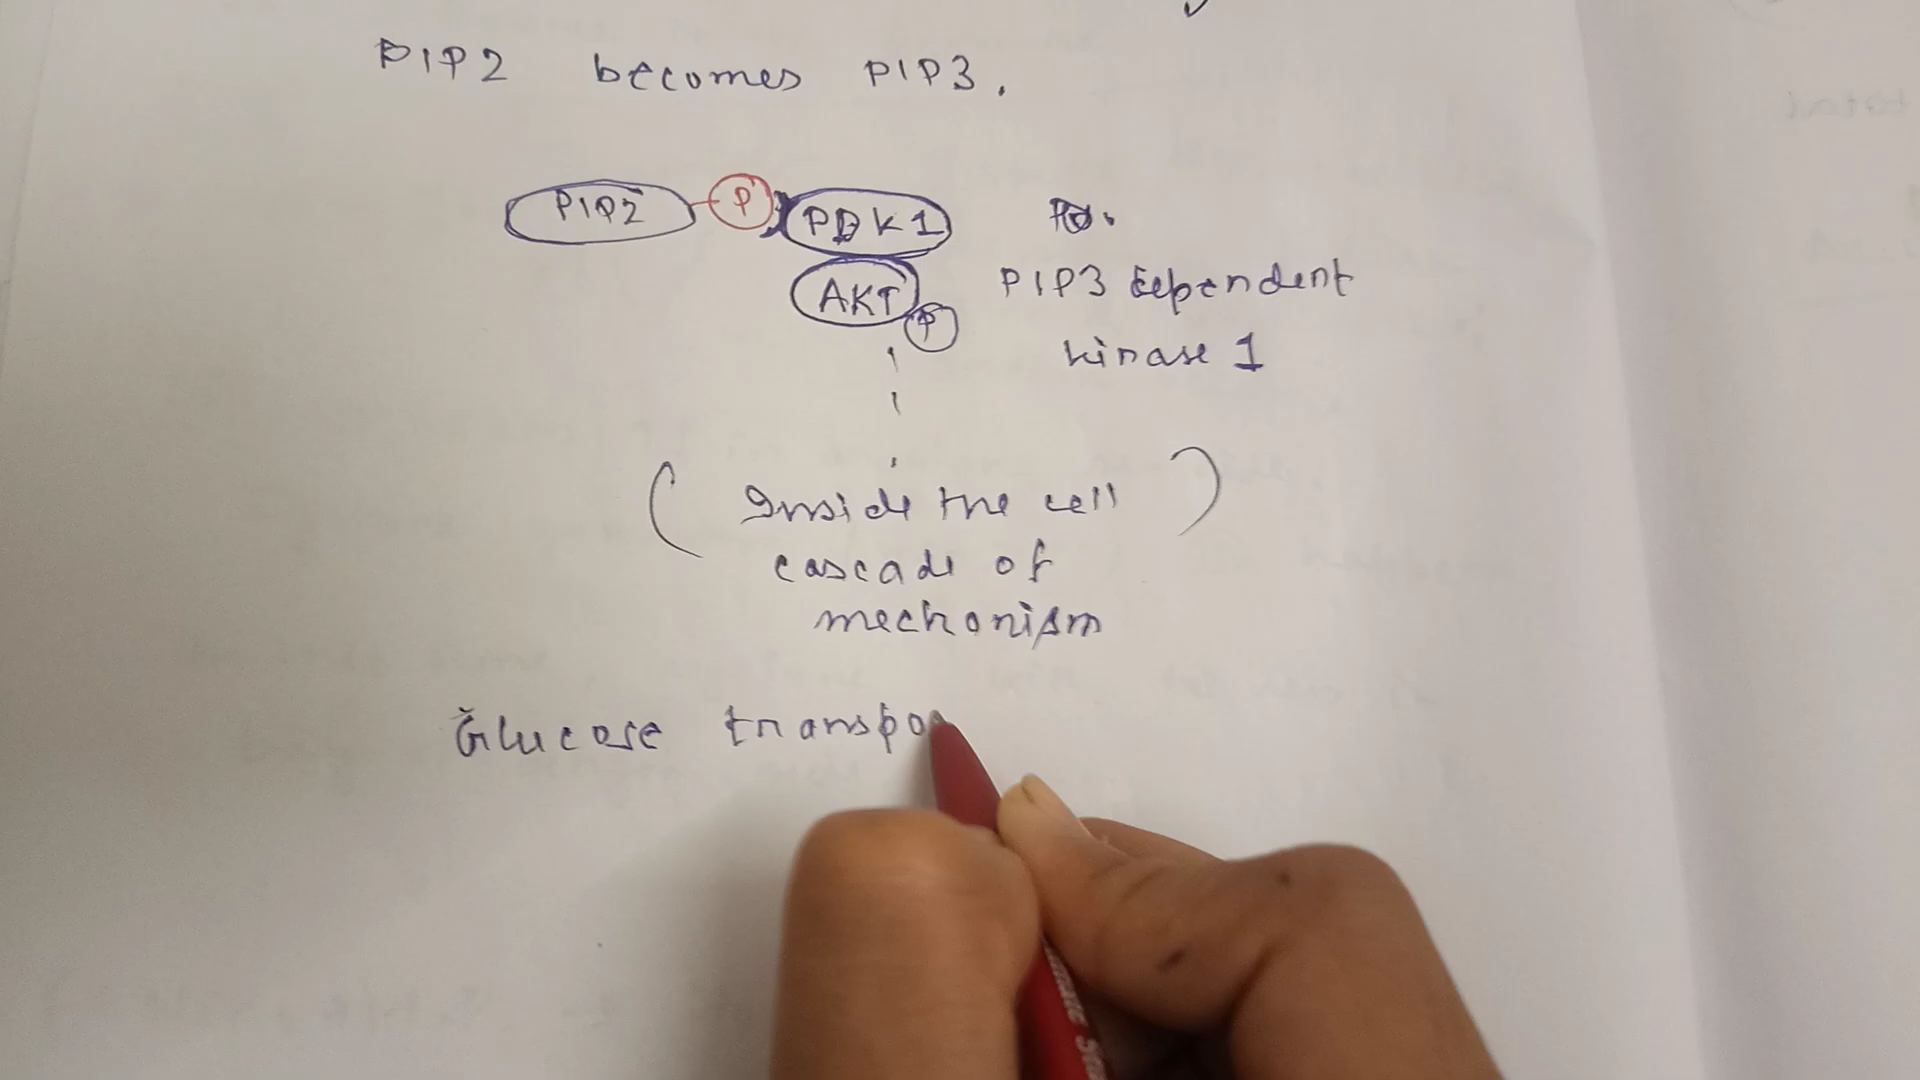 PIP2 becomes PIP3.
PIP2 P PDK1
AKT P
PIP3 dependent
kinase 1
(Inside the cell)
cascade of
mechanism
Glucose transpo